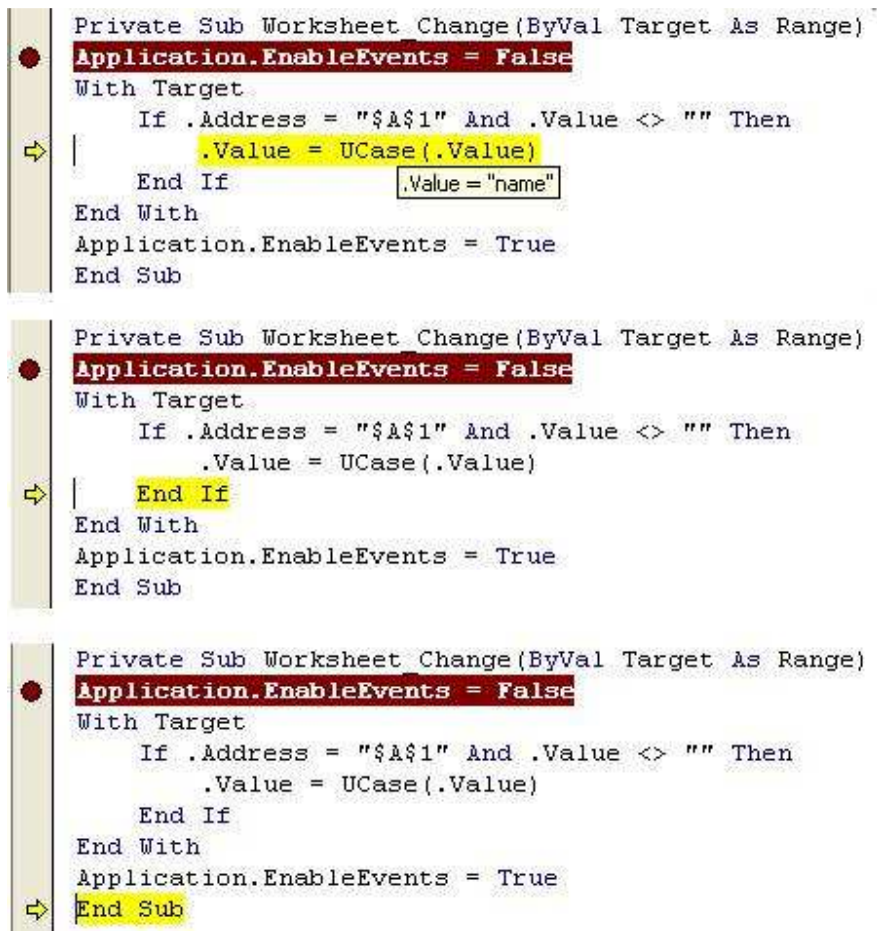 Private Sub Worksheet_Change(ByVal Target As Range)
Application.EnableEvents = False
With Target
If .Address = "$A$1" And .Value <> "" Then
.Value = UCase(.Value)
End If
.Value = "name"
End With
Application.EnableEvents = True
End Sub
Private Sub Worksheet_Change(ByVal Target As Range)
Application.EnableEvents = False
With Target
If .Address = "$A$1" And .Value <> "" Then
.Value = UCase(.Value)
End If
End With
Application.EnableEvents = True
End Sub
Private Sub Worksheet_Change(ByVal Target As Range)
Application.EnableEvents = False
With Target
If .Address = "$A$1" And .Value <> "" Then
.Value = UCase(.Value)
End If
End With
Application.EnableEvents = True
End Sub